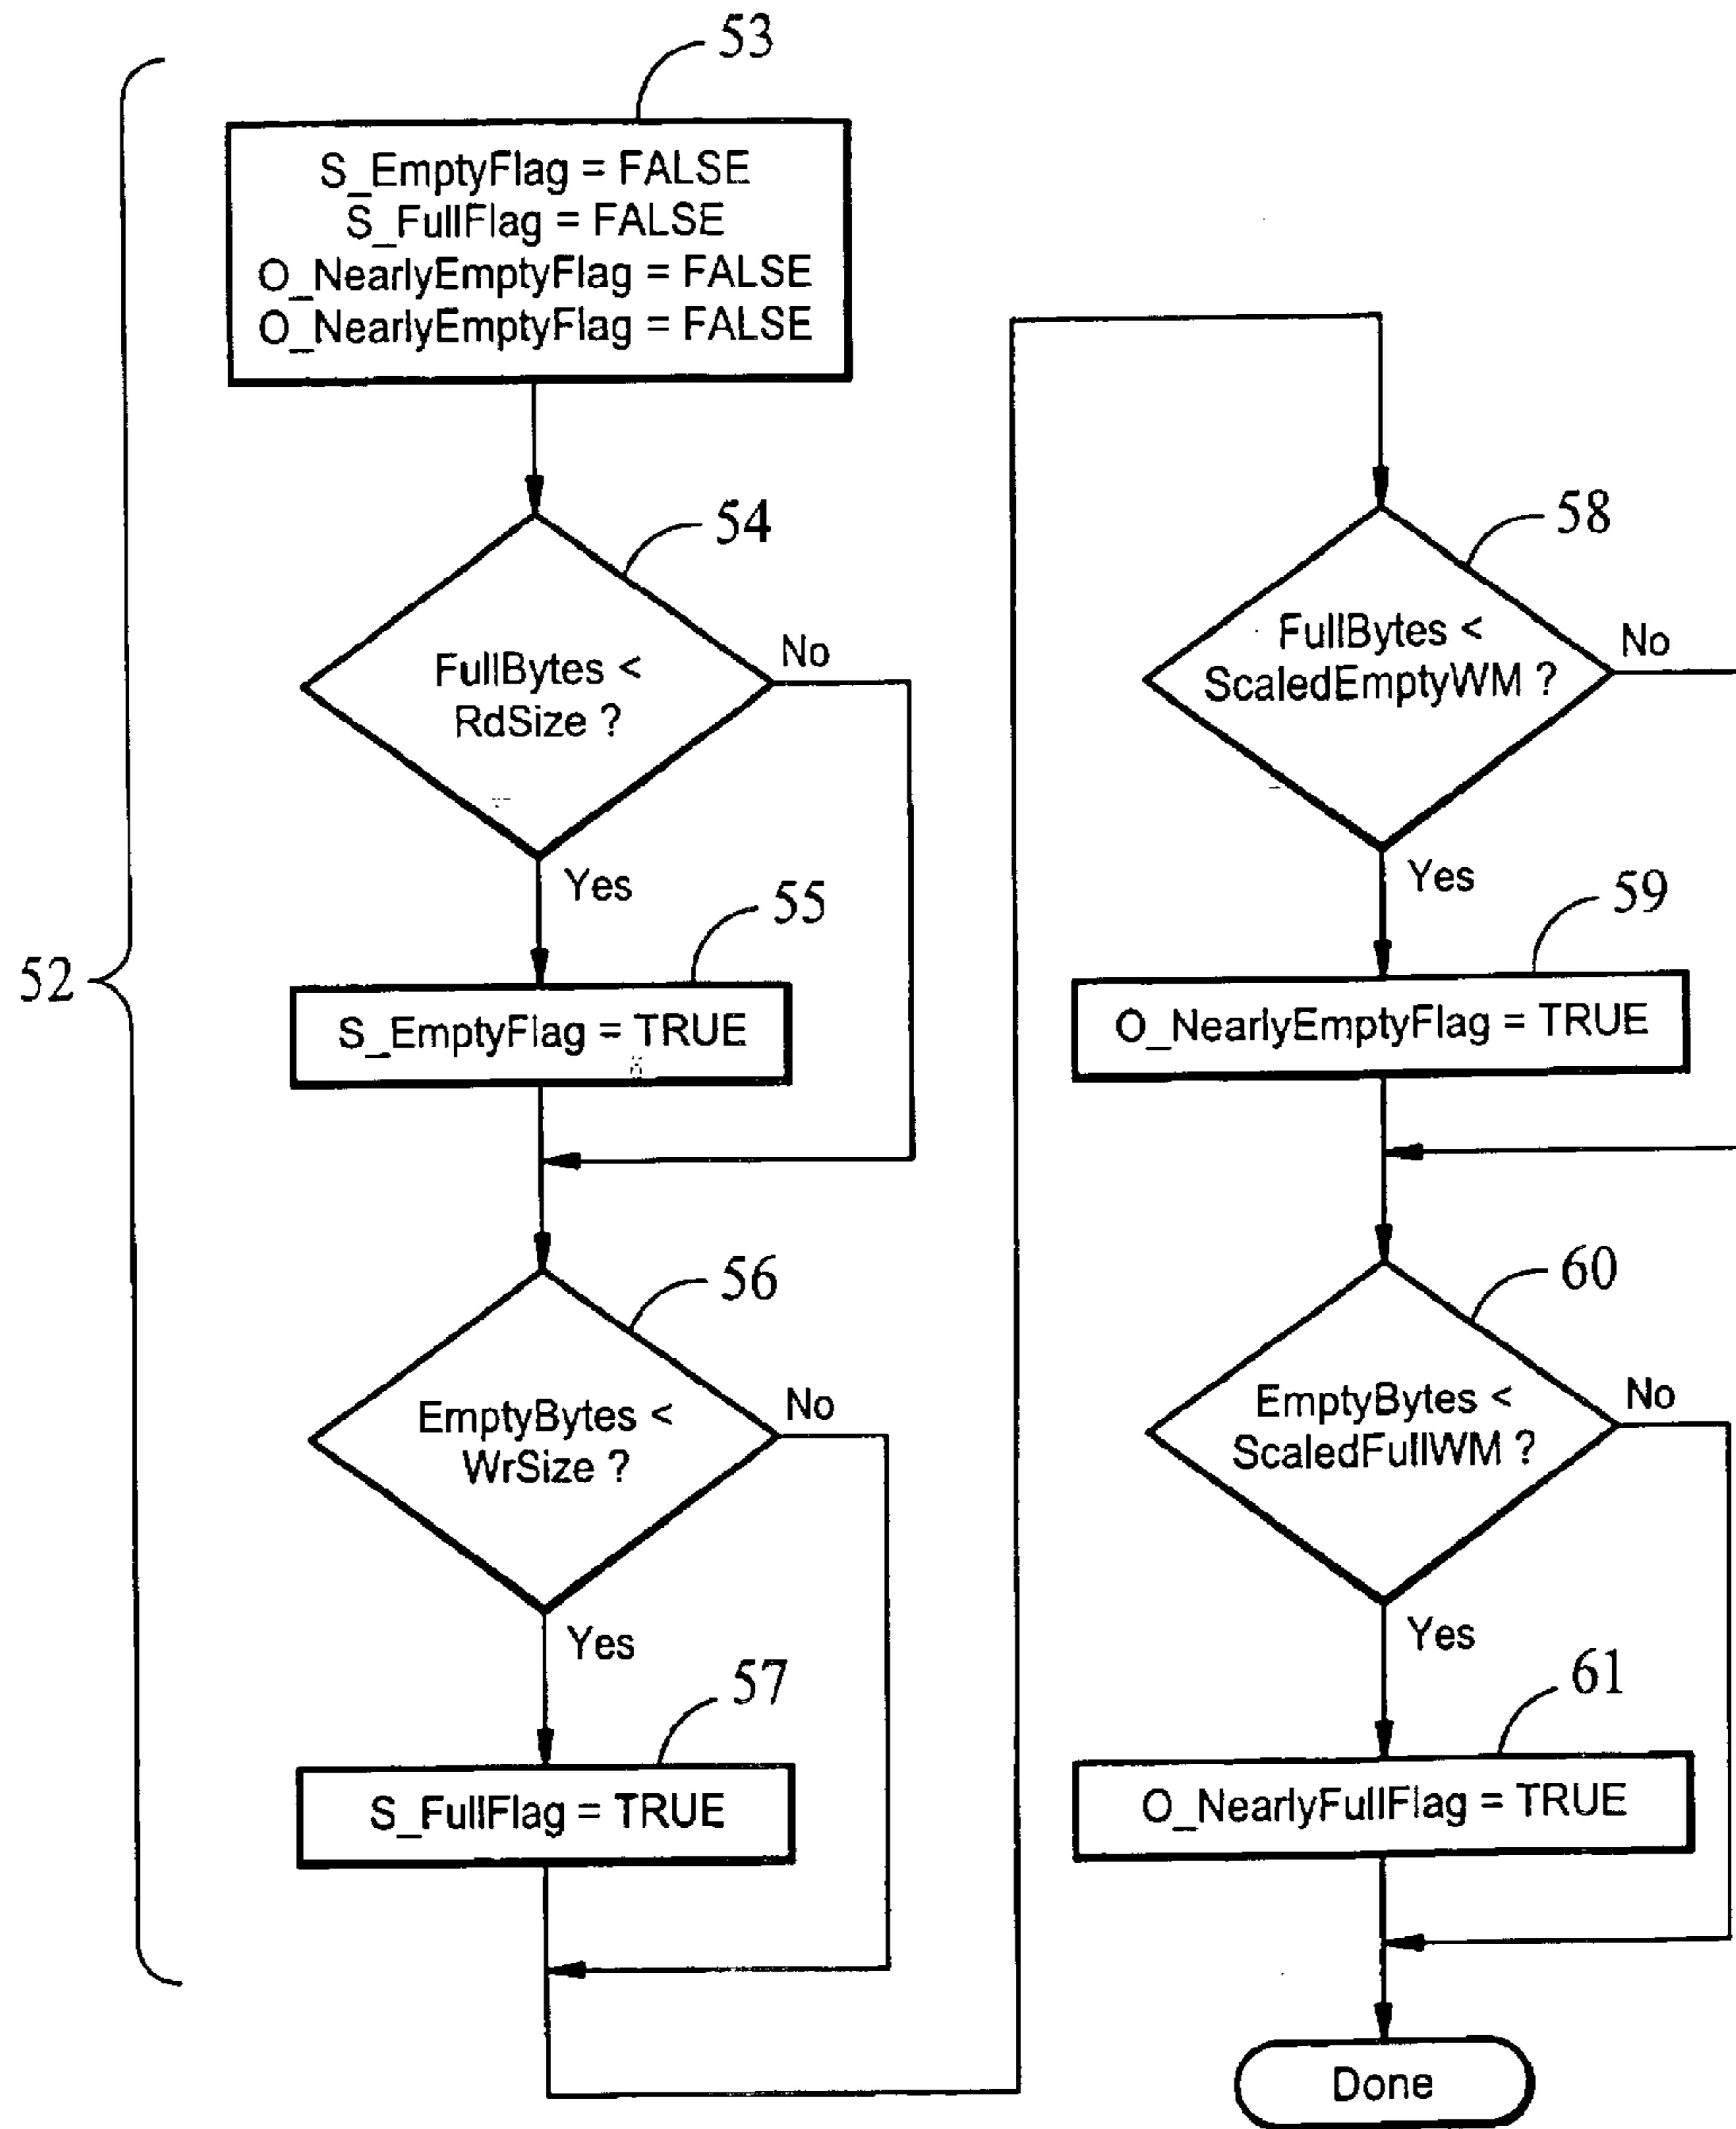 53
S_EmptyFlag = FALSE
S_FullFlag = FALSE
O_NearlyEmptyFlag = FALSE
O_NearlyEmptyFlag = FALSE
54
FullBytes <
RdSize ?
No
Yes
55
S_EmptyFlag = TRUE
52
56
EmptyBytes <
WrSize ?
No
Yes
57
S_FullFlag = TRUE
58
FullBytes <
ScaledEmptyWM ?
No
Yes
59
O_NearlyEmptyFlag = TRUE
60
EmptyBytes <
ScaledFullWM ?
No
Yes
61
O_NearlyFullFlag = TRUE
Done